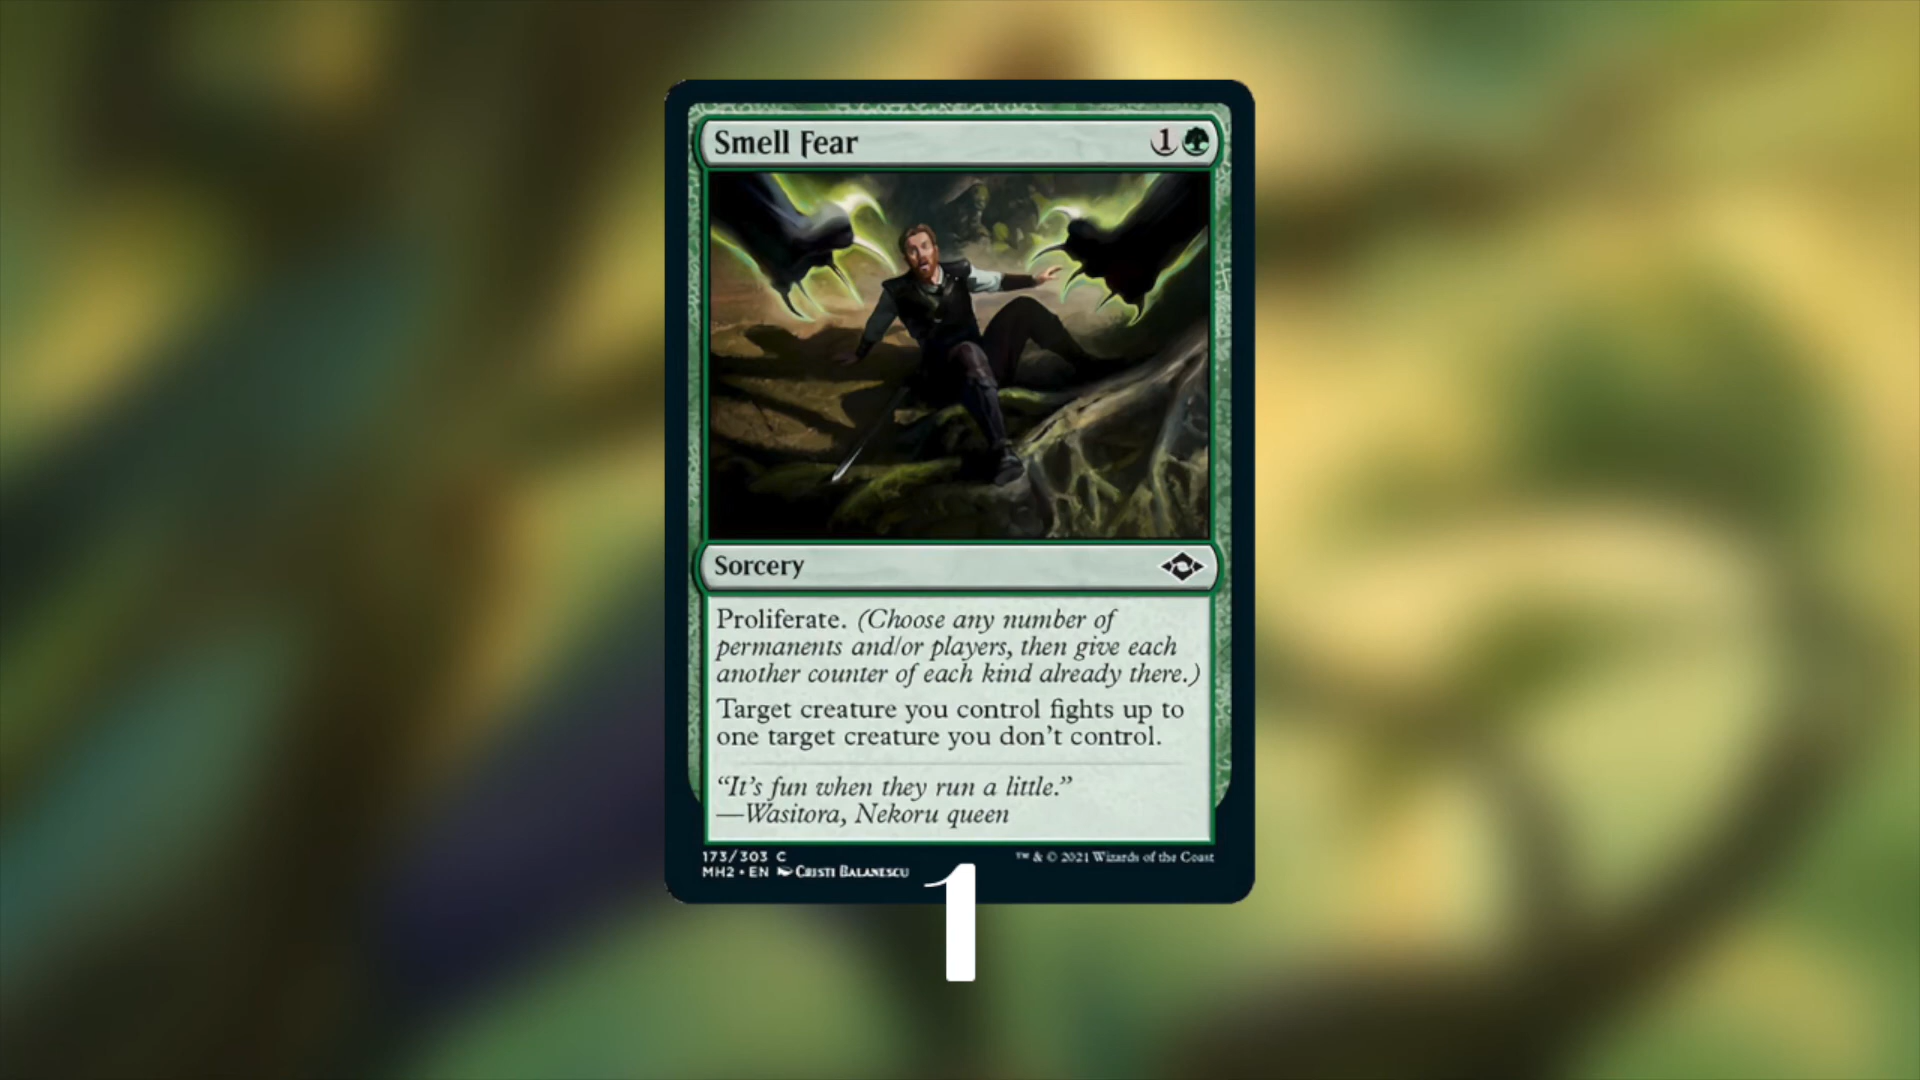 Smell Fear 1
Sorcery
Proliferate. (Choose any number of
permanents and/or players, then give each
another counter of each kind already there.)
Target creature you control fights up to
one target creature you don't control.
“It's fun when they run a little.”
—Wasitora, Nekoru queen
173/303 C
MH2 • EN Cristi Balanescu
™ & © 2021 Wizards of the Coast
1